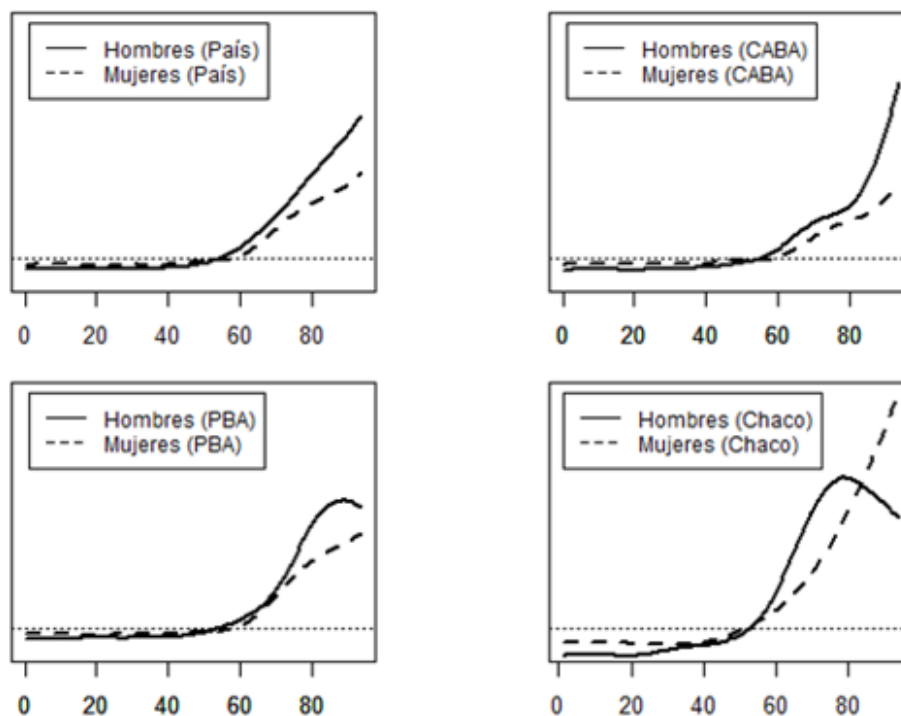 Hombres (País)
Mujeres (País)
0 20 40 60 80
Hombres (CABA)
Mujeres (CABA)
0 20 40 60 80
Hombres (PBA)
Mujeres (PBA)
0 20 40 60 80
Hombres (Chaco)
Mujeres (Chaco)
0 20 40 60 80